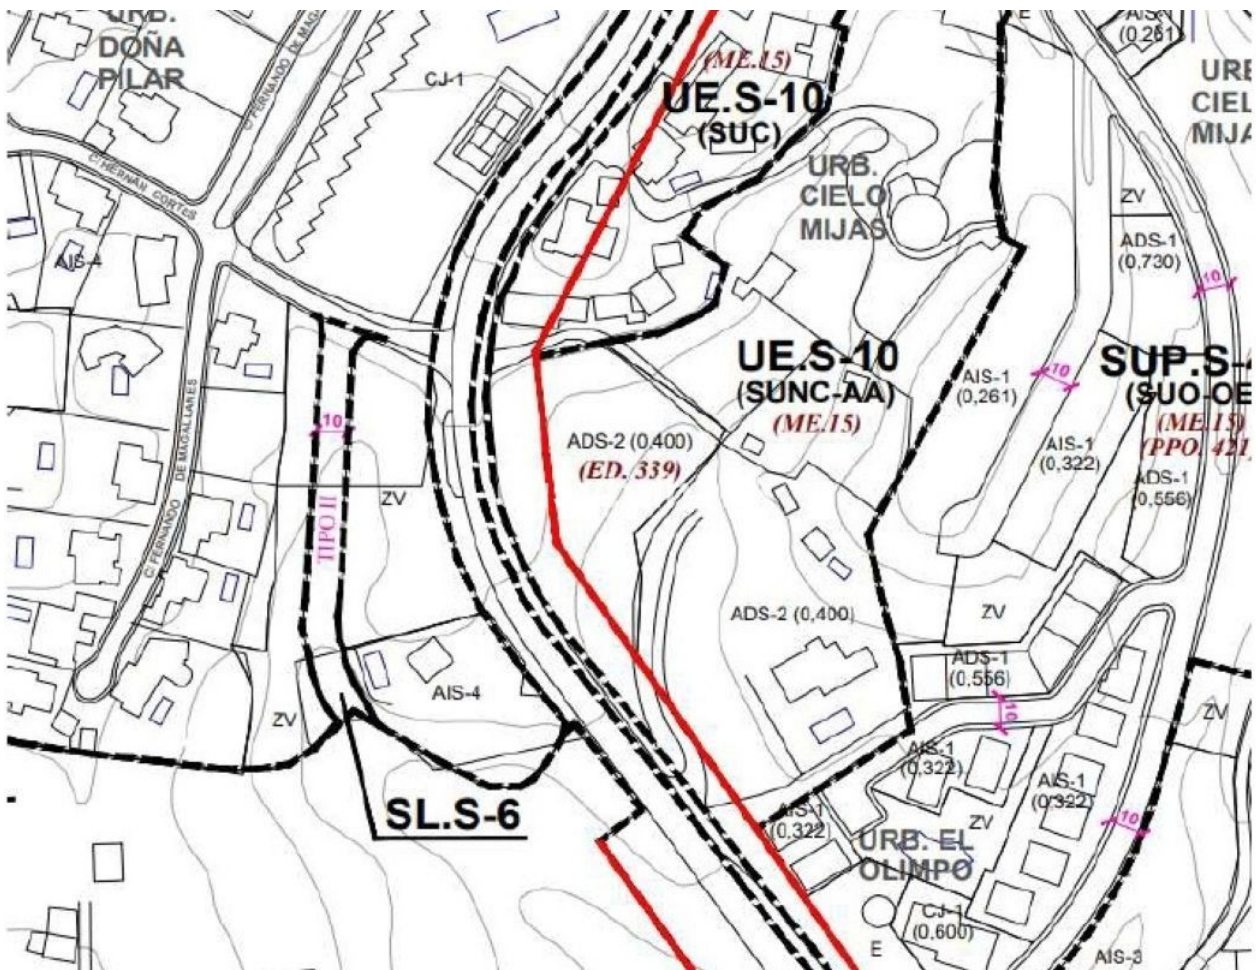 URB.
DOÑA
PILAR
C/ FERNANDO DE MAGA
CJ-1
(ME.15)
UE.S-10
(SUC)
E
AIS-1
(0,261)
URB
CIEL
MIJA
C/ HERNAN CORTES
URB.
CIELO
MIJAS
ZV
ADS-1
(0,730)
AIS-4
10
UE.S-10
(SUNC-AA)
(ME.15)
AIS-1
(0,261)
10
SUP.S-
(SUO-OE
(ME.15)
(PPO. 421
C/ FERNANDO DE MAGALLANES
10
TIPO II
ZV
ADS-2 (0,400)
(ED. 339)
AIS-1
(0,322)
ADS-1
(0,556)
ADS-2 (0,400)
ZV
ADS-1
(0,556)
10
ZV
AIS-4
ZV
AIS-1
(0,322)
AIS-1
(0,322)
10
SL.S-6
AIS-1
(0,322)
ZV
URB. EL
OLIMPO
CJ-1
(0,600)
E
AIS-3